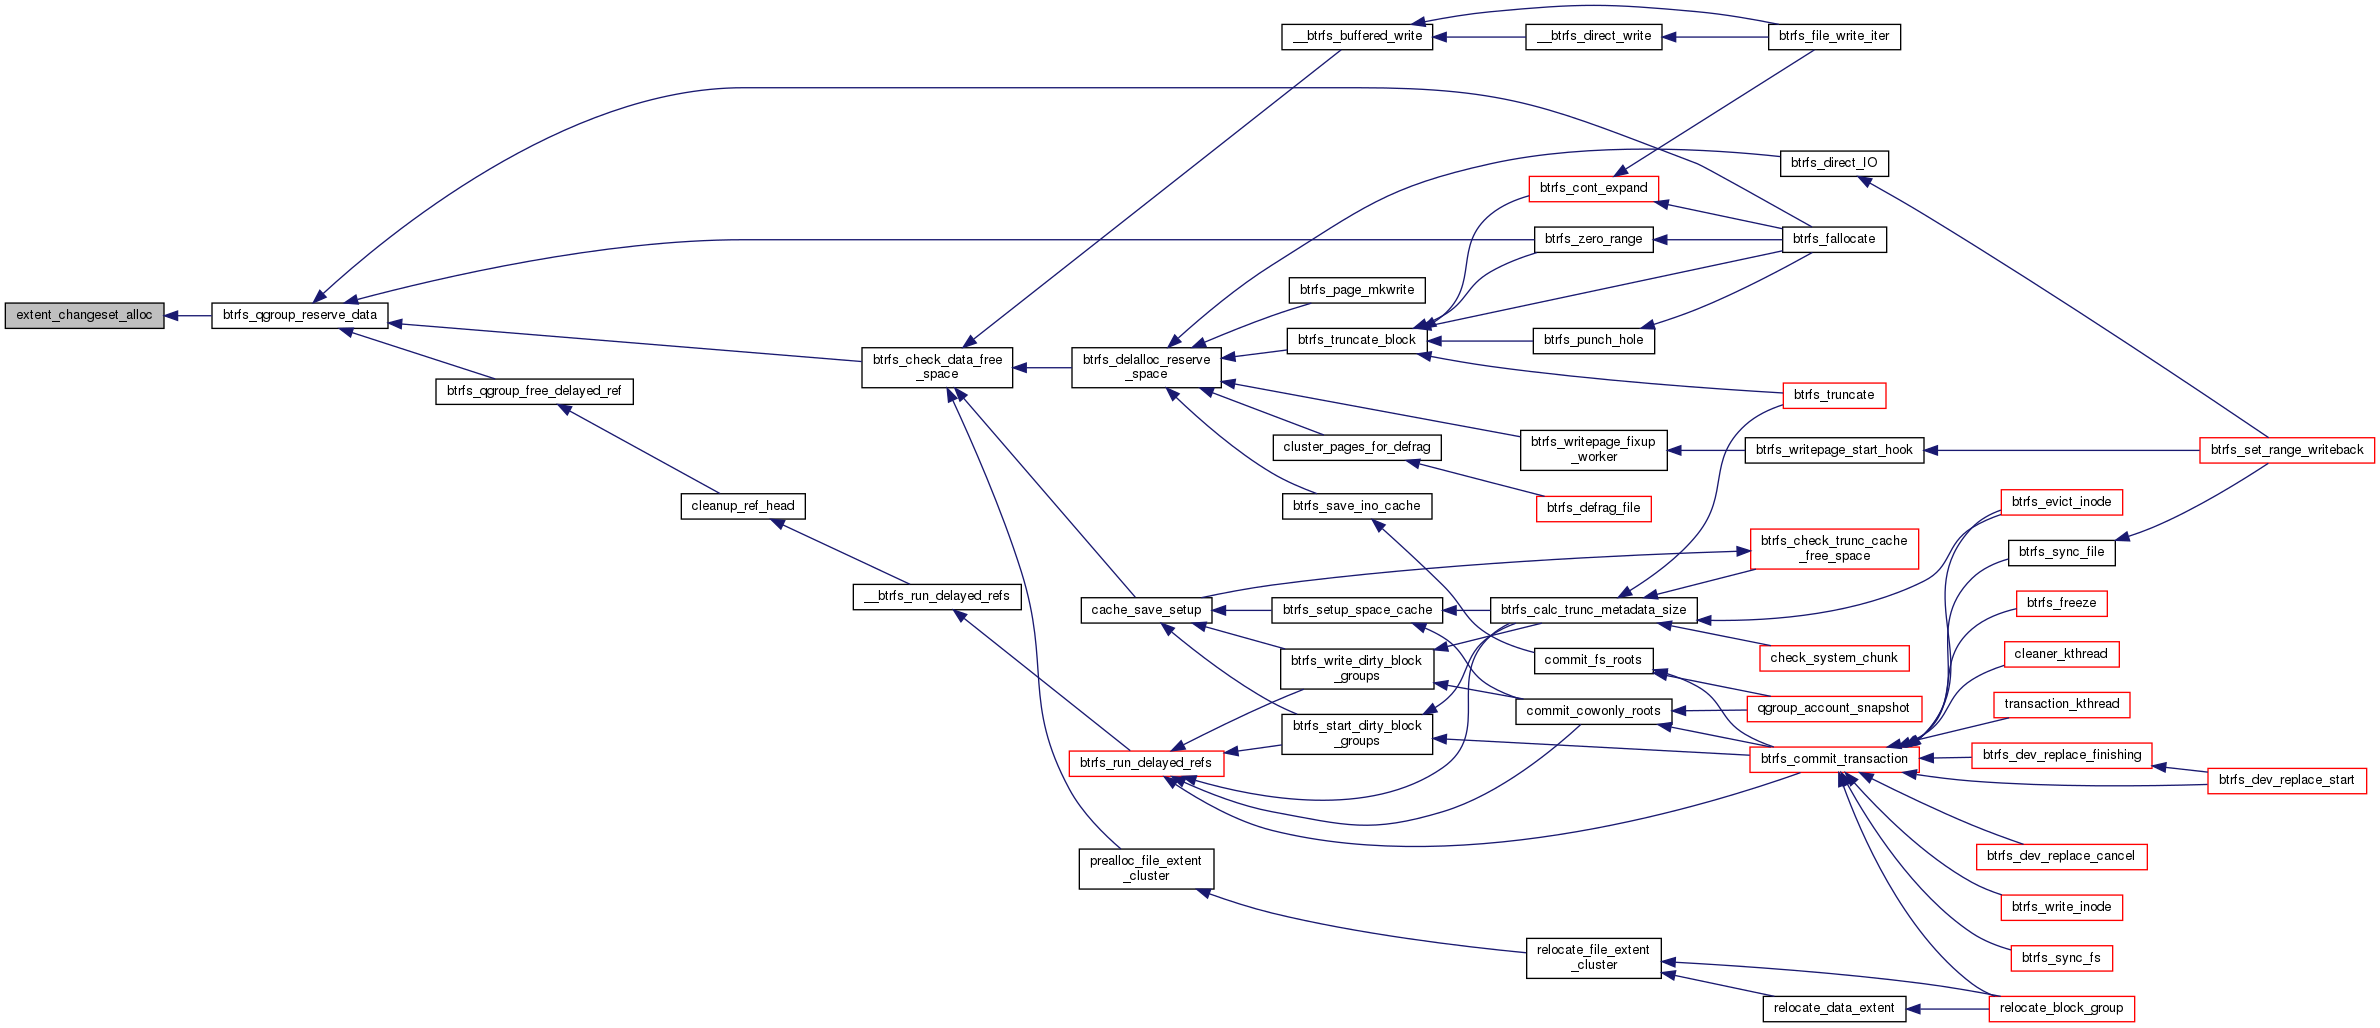 extent_changeset_alloc
btrfs_qgroup_reserve_data
btrfs_qgroup_free_delayed_ref
cleanup_ref_head
__btrfs_run_delayed_refs
btrfs_check_data_free
_space
btrfs_run_delayed_refs
cache_save_setup
prealloc_file_extent
_cluster
btrfs_delalloc_reserve
_space
__btrfs_buffered_write
btrfs_page_mkwrite
btrfs_truncate_block
cluster_pages_for_defrag
btrfs_save_ino_cache
btrfs_setup_space_cache
btrfs_write_dirty_block
_groups
btrfs_start_dirty_block
_groups
__btrfs_direct_write
btrfs_cont_expand
btrfs_zero_range
btrfs_punch_hole
btrfs_writepage_fixup
_worker
btrfs_defrag_file
btrfs_calc_trunc_metadata_size
commit_fs_roots
commit_cowonly_roots
relocate_file_extent
_cluster
btrfs_file_write_iter
btrfs_direct_IO
btrfs_fallocate
btrfs_truncate
btrfs_writepage_start_hook
btrfs_check_trunc_cache
_free_space
check_system_chunk
qgroup_account_snapshot
btrfs_commit_transaction
relocate_data_extent
btrfs_evict_inode
btrfs_sync_file
btrfs_freeze
cleaner_kthread
transaction_kthread
btrfs_dev_replace_finishing
btrfs_dev_replace_cancel
btrfs_write_inode
btrfs_sync_fs
relocate_block_group
btrfs_set_range_writeback
btrfs_dev_replace_start